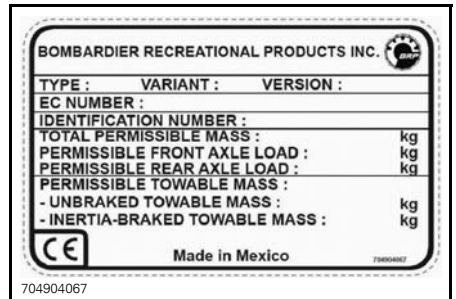 BOMBARDIER RECREATIONAL PRODUCTS INC. BRP
TYPE : VARIANT : VERSION :
EC NUMBER :
IDENTIFICATION NUMBER :
TOTAL PERMISSIBLE MASS : kg
PERMISSIBLE FRONT AXLE LOAD : kg
PERMISSIBLE REAR AXLE LOAD : kg
PERMISSIBLE TOWABLE MASS :
- UNBRAKED TOWABLE MASS : kg
- INERTIA-BRAKED TOWABLE MASS : kg
CE Made in Mexico 704904067
704904067